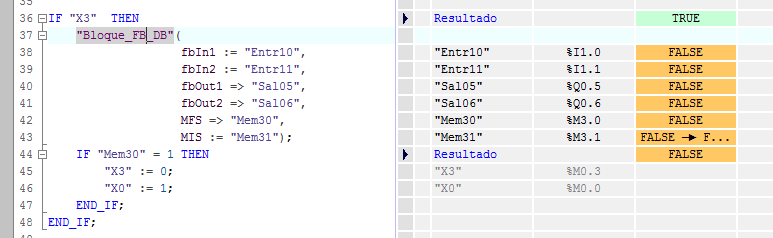 36 IF "X3" THEN Resultado TRUE
37 "Bloque_FB_DB"(
38 fbIn1 := "Entr10", "Entr10" %I1.0 FALSE
39 fbIn2 := "Entr11", "Entr11" %I1.1 FALSE
40 fbOut1 => "Sal05", "Sal05" %Q0.5 FALSE
41 fbOut2 => "Sal06", "Sal06" %Q0.6 FALSE
42 MFS => "Mem30", "Mem30" %M3.0 FALSE
43 MIS := "Mem31"); "Mem31" %M3.1 FALSE → F...
44 IF "Mem30" = 1 THEN Resultado FALSE
45 "X3" := 0; "X3" %M0.3
46 "X0" := 1; "X0" %M0.0
47 END_IF;
48 END_IF;